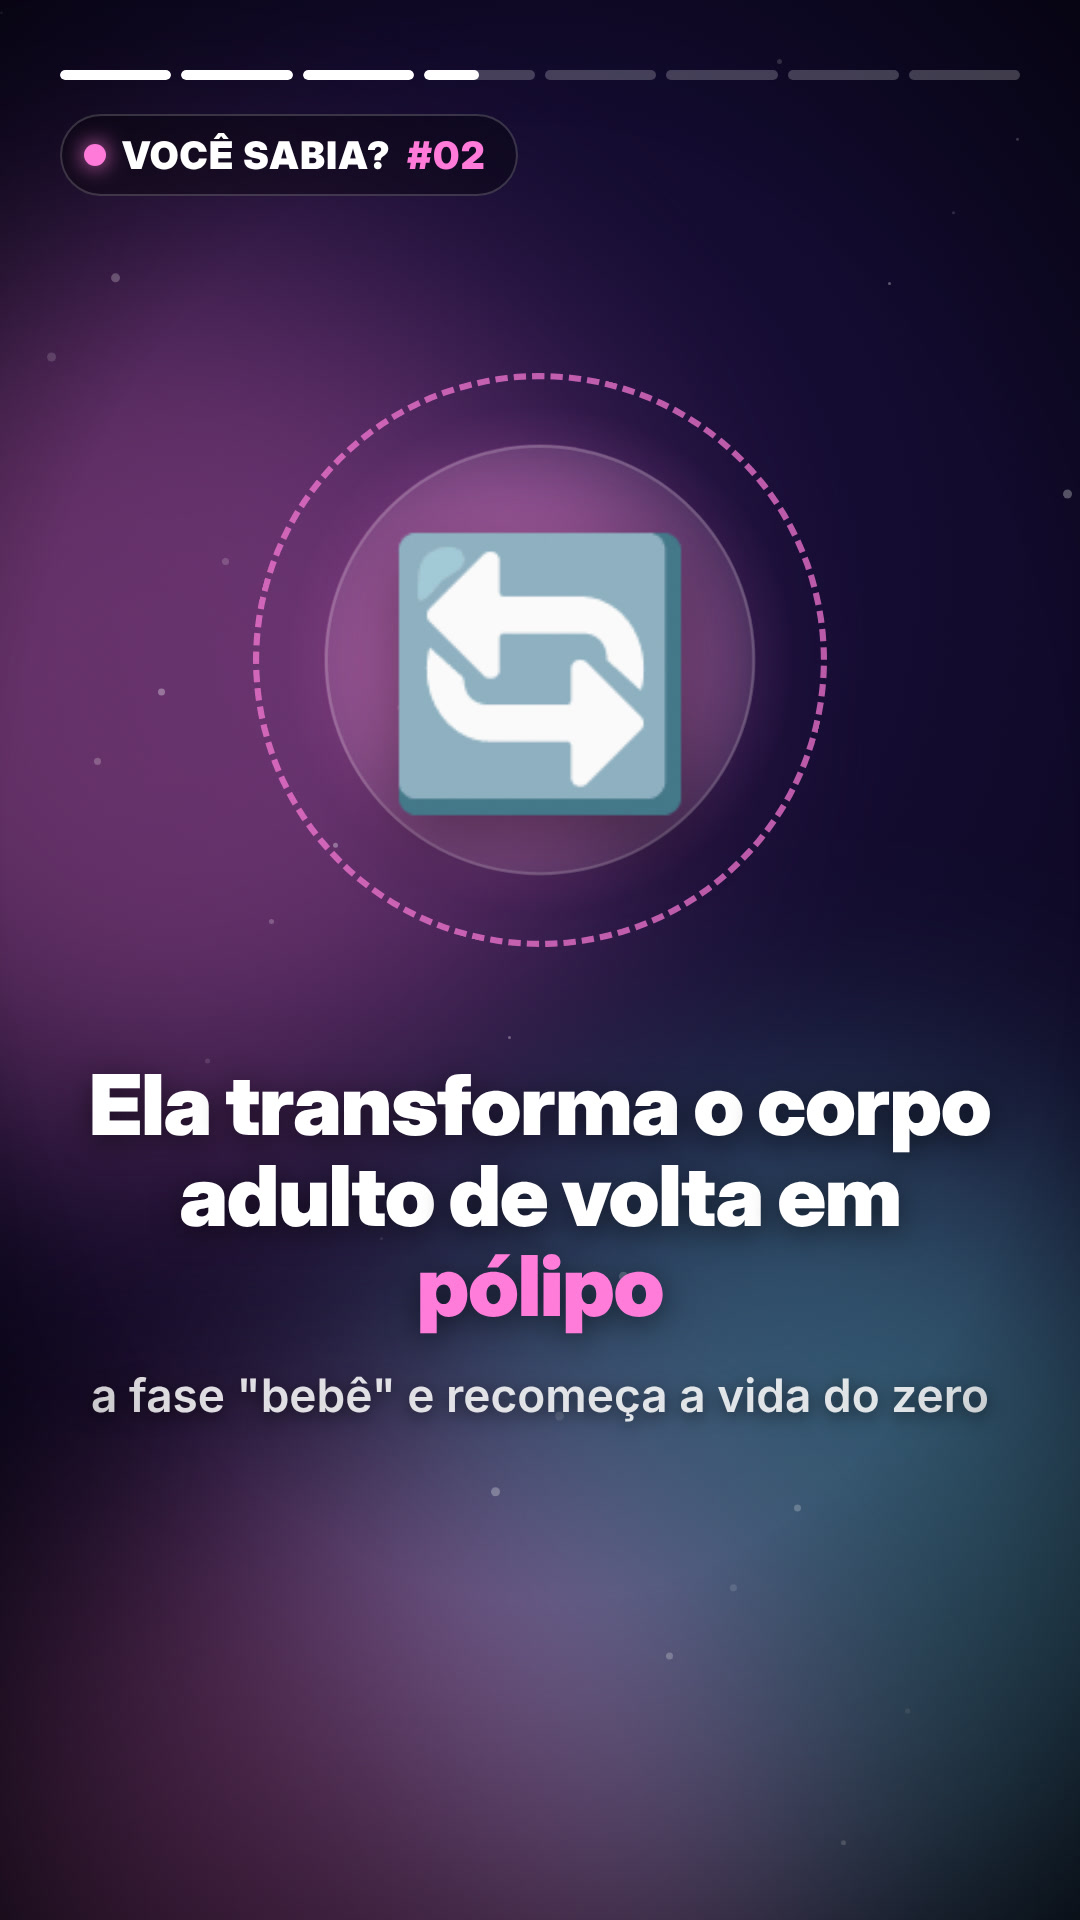 VOCÊ SABIA? #02
Ela transforma o corpo
adulto de volta em
pólipo
a fase "bebê" e recomeça a vida do zero